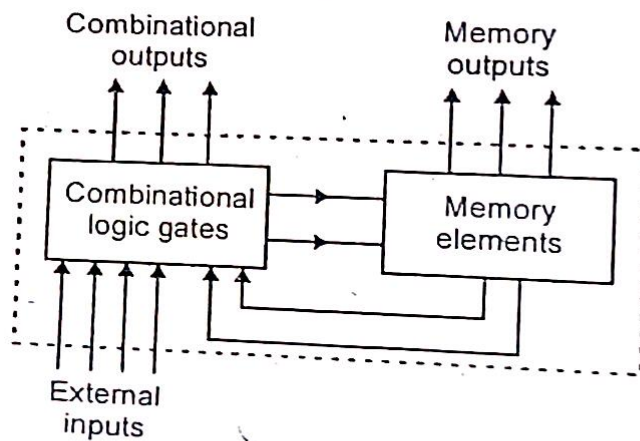 Combinational
outputs
Memory
outputs
Combinational
logic gates
Memory
elements
External
inputs